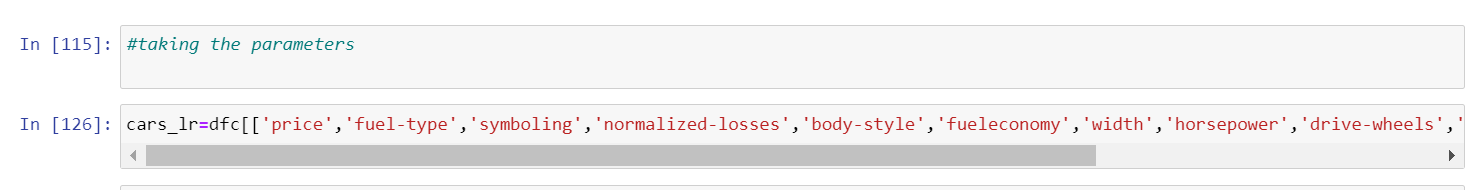 In [115]: #taking the parameters
In [126]: cars_lr=dfc[['price','fuel-type','symboling','normalized-losses','body-style','fueleconomy','width','horsepower','drive-wheels','